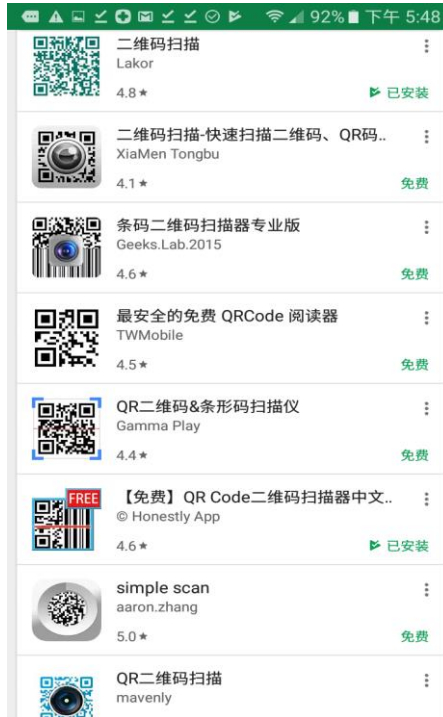 92% 下午 5:48
二维码扫描
Lakor
4.8★
已安装
二维码扫描-快速扫描二维码、QR码..
XiaMen Tongbu
4.1★
免费
条码二维码扫描器专业版
Geeks.Lab.2015
4.6★
免费
最安全的免费 QRCode 阅读器
TWMobile
4.5★
免费
QR二维码&条形码扫描仪
Gamma Play
4.4★
免费
FREE
【免费】QR Code二维码扫描器中文..
© Honestly App
4.6★
已安装
simple scan
aaron.zhang
5.0★
免费
QR二维码扫描
mavenly